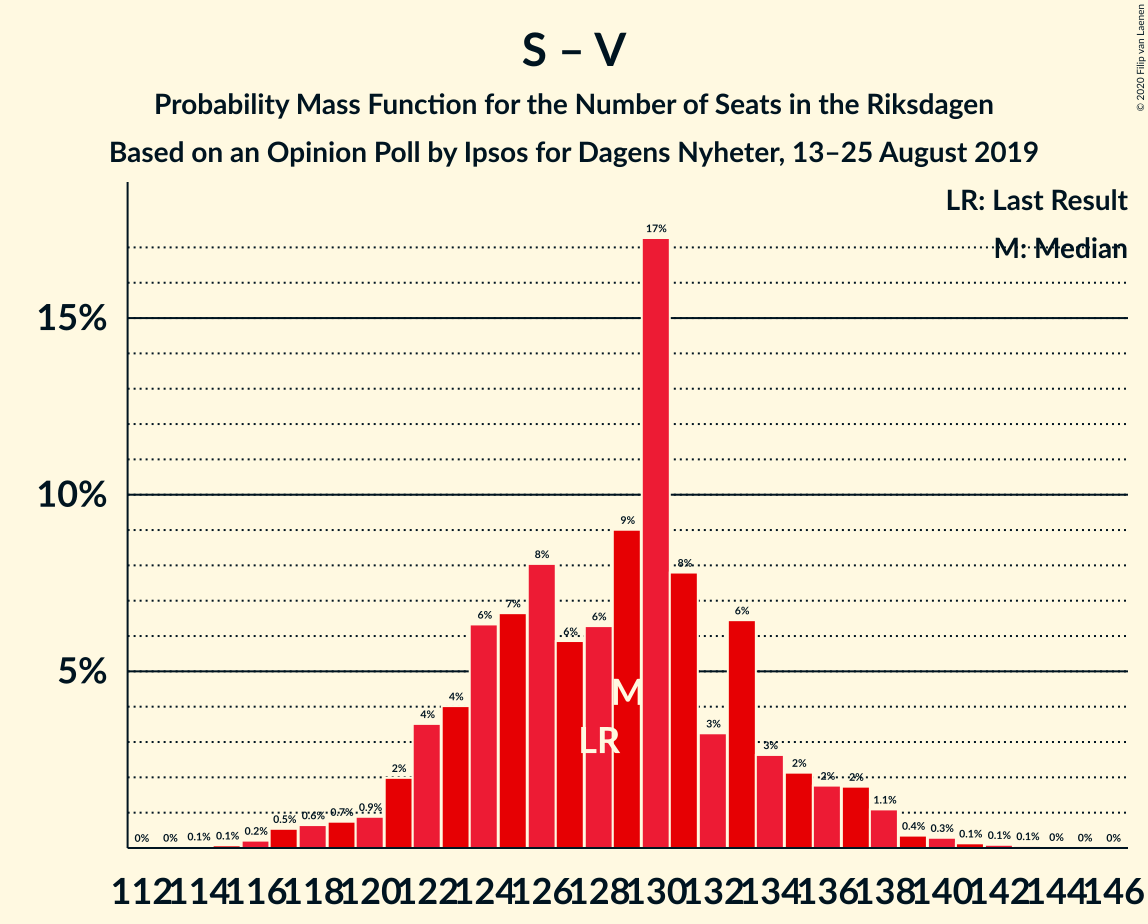 S – V
Probability Mass Function for the Number of Seats in the Riksdagen
Based on an Opinion Poll by Ipsos for Dagens Nyheter, 13–25 August 2019
© 2020 Filip van Laenen
LR: Last Result
M: Median
15%
10%
5%
0% 0% 0.1% 0.1% 0.2% 0.5% 0.6% 0.7% 0.9% 2% 4% 4% 6% 7% 8% 6% 6% 9% 17% 8% 3% 6% 3% 2% 2% 2% 1.1% 0.4% 0.3% 0.1% 0.1% 0.1% 0% 0% 0%
M
LR
112 114 116 118 120 122 124 126 128 130 132 134 136 138 140 142 144 146